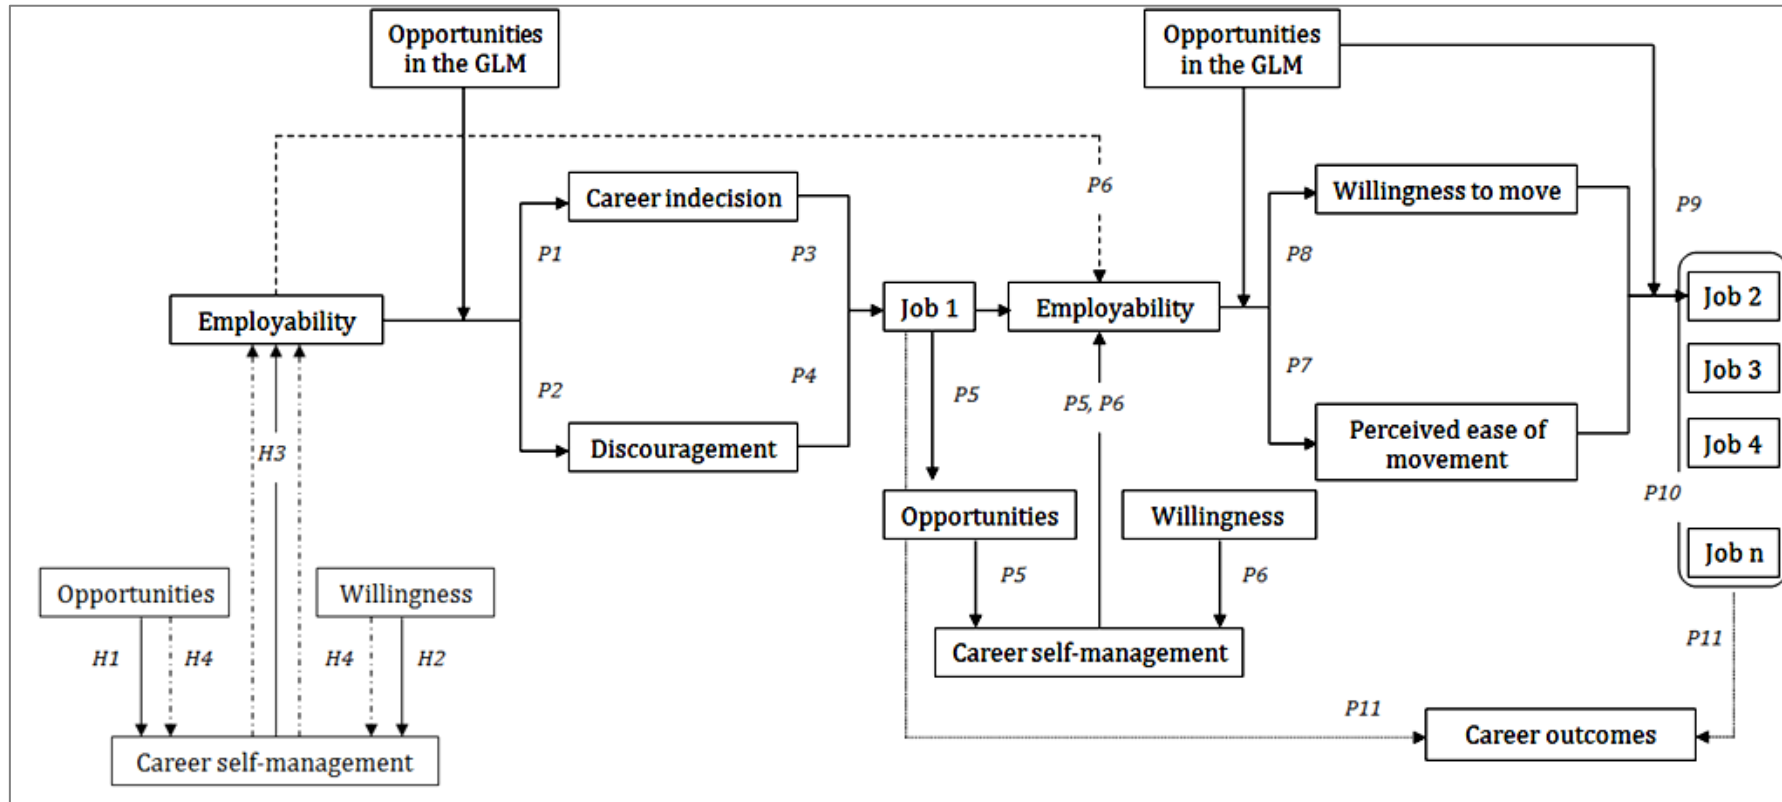 Opportunities
in the GLM
Opportunities
in the GLM
P6
Career indecision
Willingness to move
P9
P1
P3
P8
Employability
Job 1
Employability
Job 2
P2
P4
P5
P5, P6
P7
Job 3
H3
Discouragement
Perceived ease of
movement
Job 4
P10
Opportunities
Willingness
Job n
Opportunities
Willingness
P5
P6
H1
H4
H4
H2
Career self-management
P11
P11
Career outcomes
Career self-management